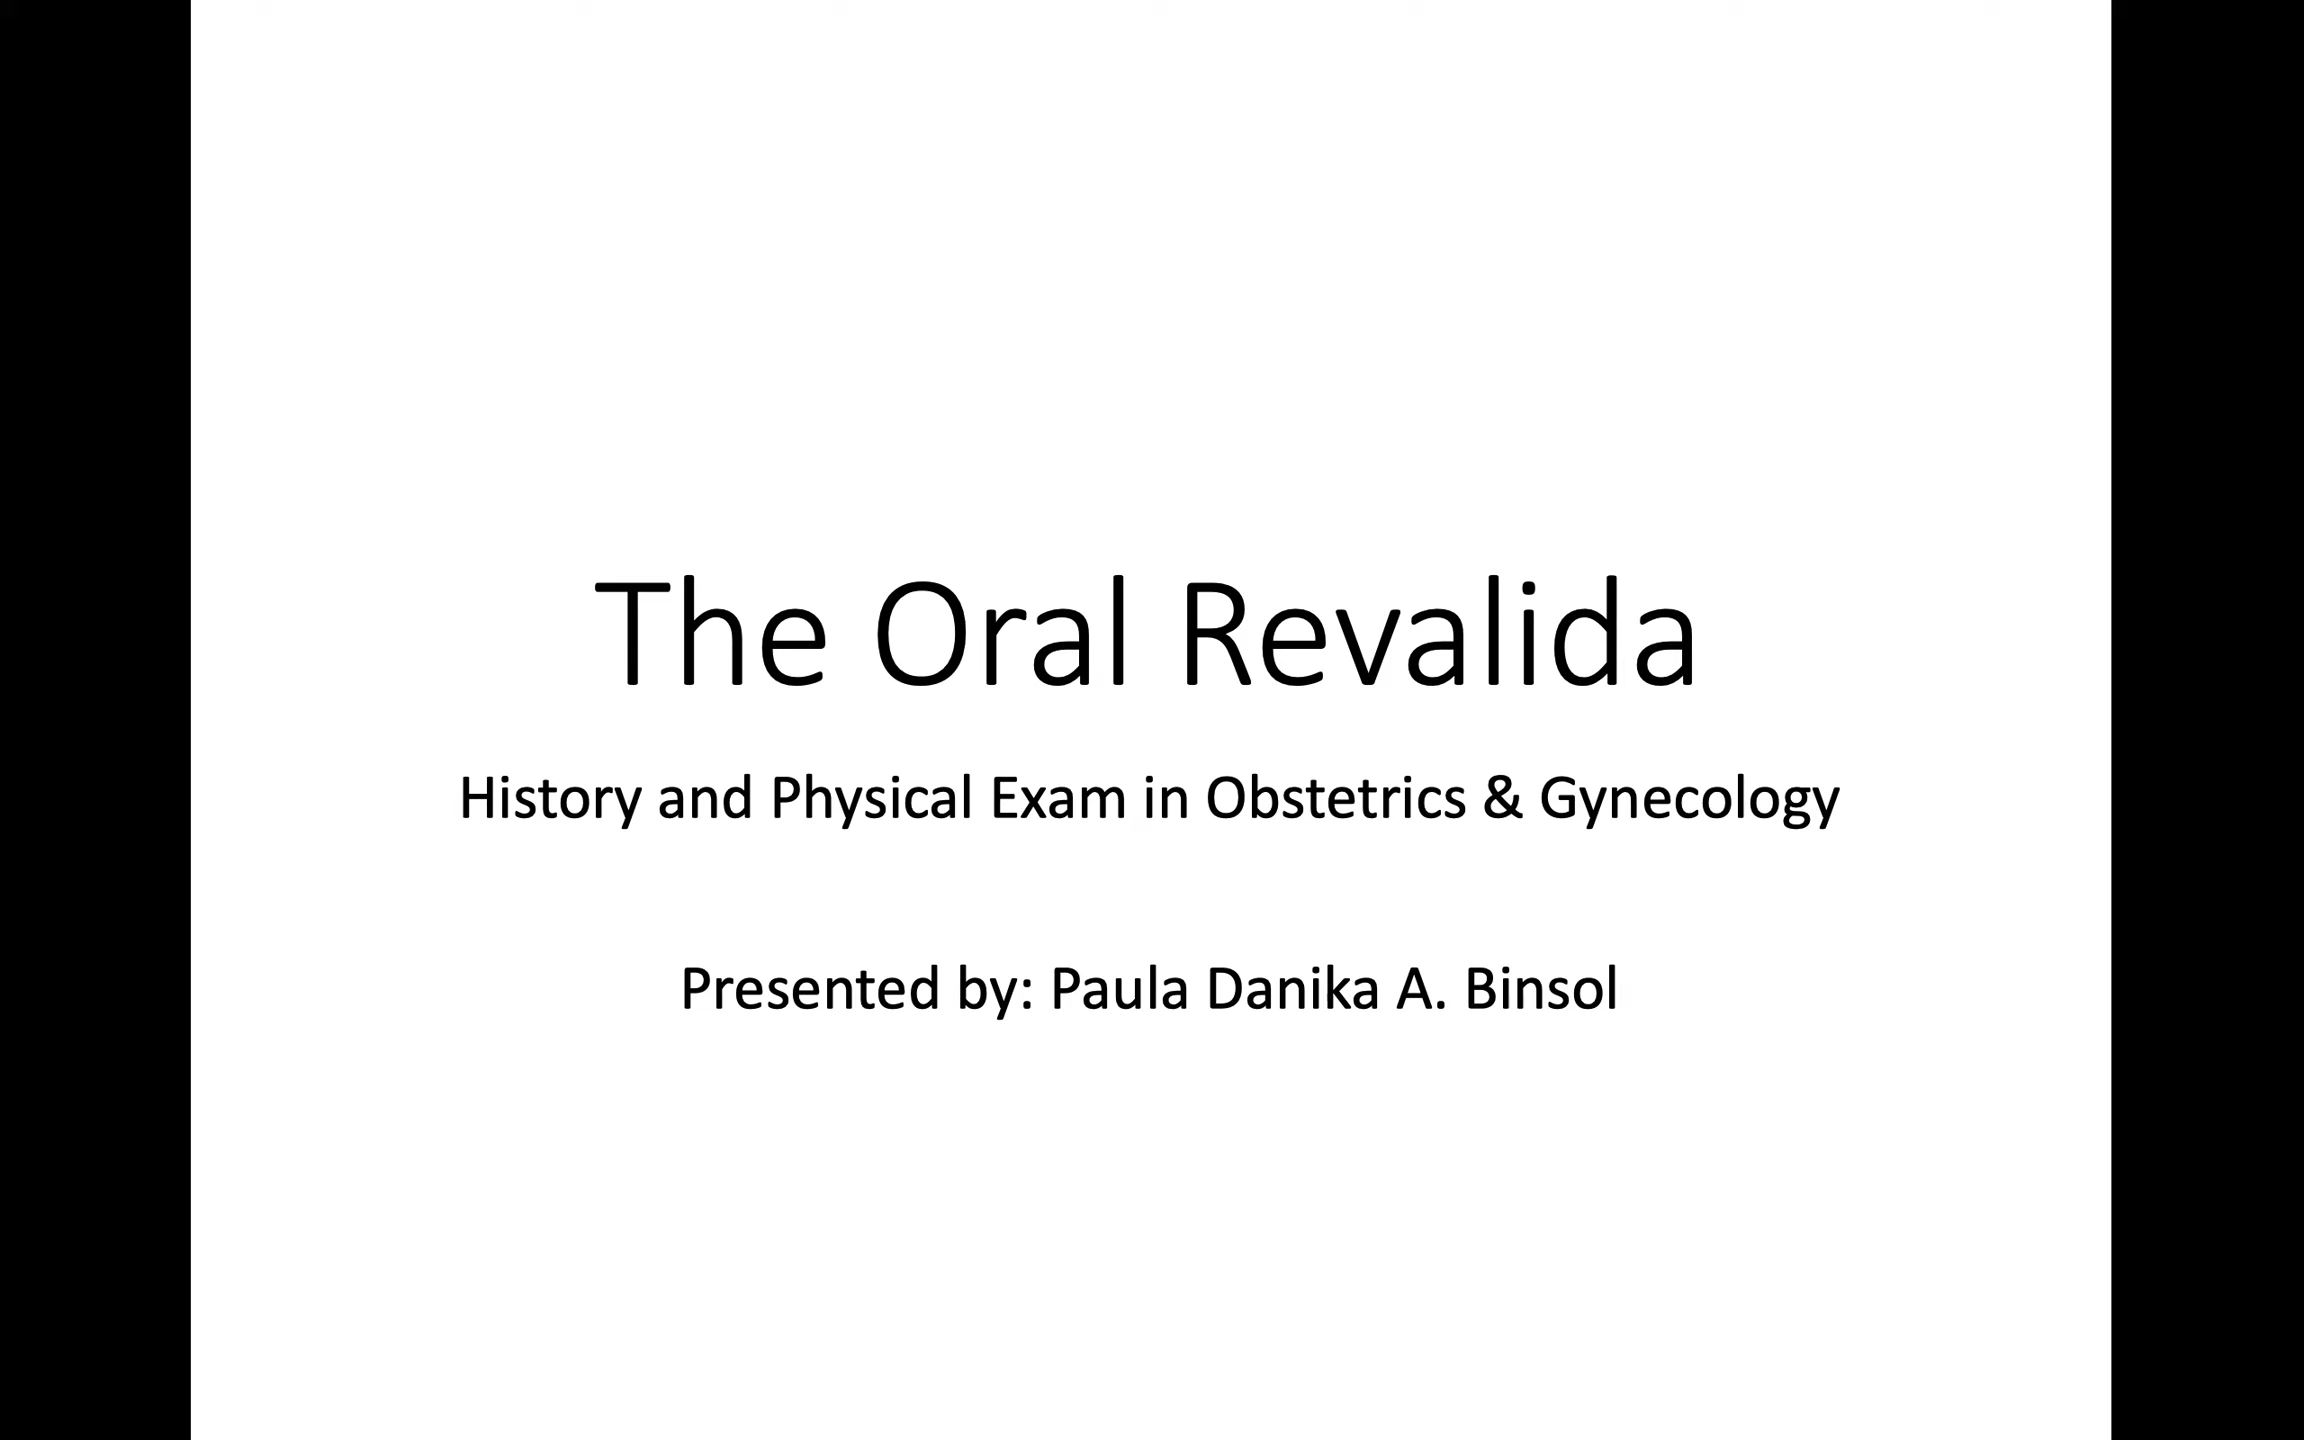 The Oral Revalida
History and Physical Exam in Obstetrics & Gynecology
Presented by: Paula Danika A. Binsol